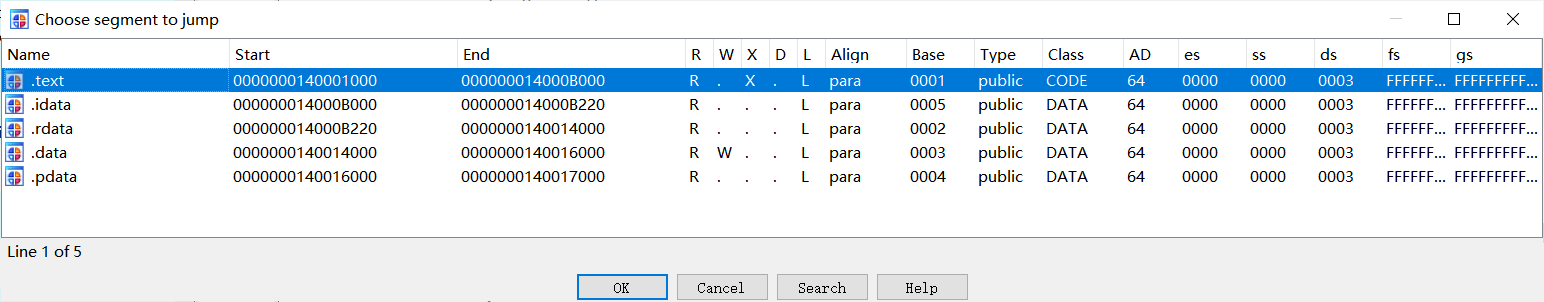 Choose segment to jump
Name Start End R W X D L Align Base Type Class AD es ss ds fs gs
.text 0000000140001000 000000014000B000 R . X . L para 0001 public CODE 64 0000 0000 0003 FFFFFF... FFFFFFFFF...
.idata 000000014000B000 000000014000B220 R . . . L para 0005 public DATA 64 0000 0000 0003 FFFFFF... FFFFFFFFF...
.rdata 000000014000B220 0000000140014000 R . . . L para 0002 public DATA 64 0000 0000 0003 FFFFFF... FFFFFFFFF...
.data 0000000140014000 0000000140016000 R W . . L para 0003 public DATA 64 0000 0000 0003 FFFFFF... FFFFFFFFF...
.pdata 0000000140016000 0000000140017000 R . . . L para 0004 public DATA 64 0000 0000 0003 FFFFFF... FFFFFFFFF...
Line 1 of 5
OK Cancel Search Help